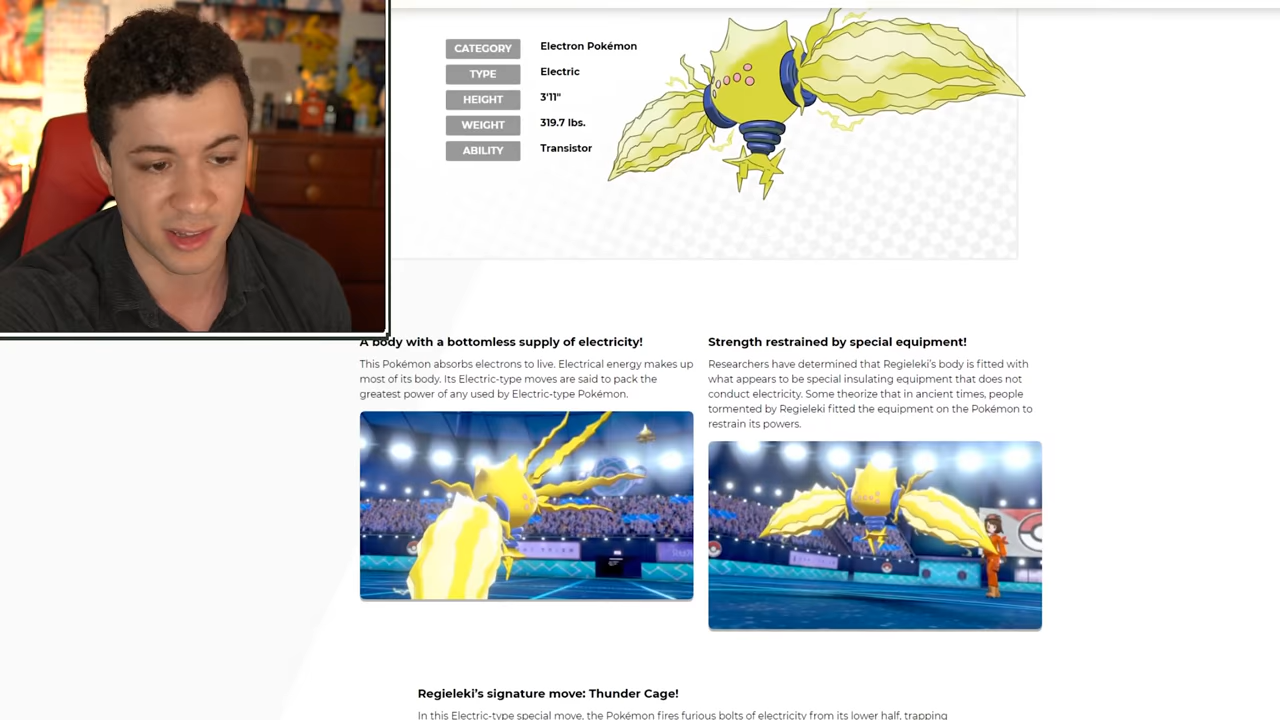 CATEGORY Electron Pokémon
TYPE Electric
HEIGHT 3'11"
WEIGHT 319.7 lbs.
ABILITY Transistor
A body with a bottomless supply of electricity!
This Pokémon absorbs electrons to live. Electrical energy makes up
most of its body. Its Electric-type moves are said to pack the
greatest power of any used by Electric-type Pokémon.
Strength restrained by special equipment!
Researchers have determined that Regieleki's body is fitted with
what appears to be special insulating equipment that does not
conduct electricity. Some theorize that in ancient times, people
tormented by Regieleki fitted the equipment on the Pokémon to
restrain its powers.
Regieleki's signature move: Thunder Cage!
In this Electric-type special move, the Pokémon fires furious bolts of electricity from its lower half, trapping